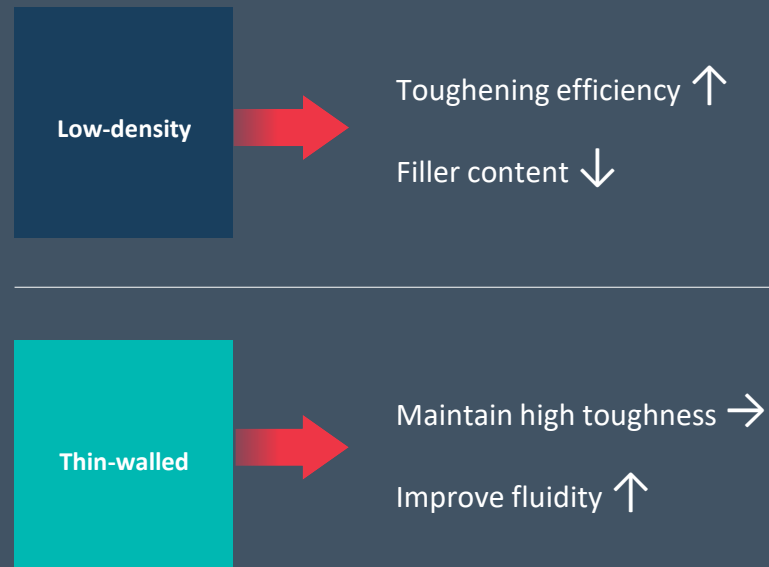 Low-density
Toughening efficiency ↑
Filler content ↓
Thin-walled
Maintain high toughness →
Improve fluidity ↑